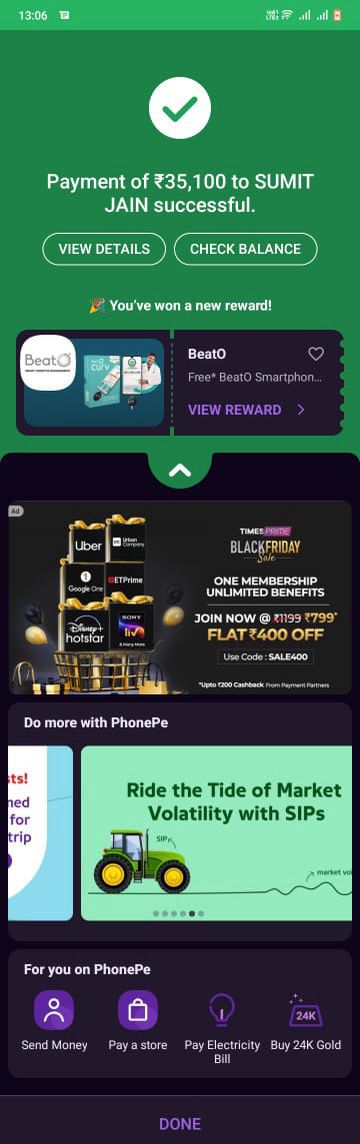 13:06
Payment of ₹35,100 to SUMIT
JAIN successful.
VIEW DETAILS
CHECK BALANCE
🎉 You've won a new reward!
BeatO
BeatO
CURV
Free* BeatO Smartphon...
VIEW REWARD
Ad
Uber
Urban
Company
Google One
ETPrime
Disney+
hotstar
SONY
liv
& Many More
TIMES PRIME
BLACK FRIDAY
Sale
ONE MEMBERSHIP
UNLIMITED BENEFITS
JOIN NOW @ ₹1199 ₹799*
FLAT ₹400 OFF
Use Code : SALE400
*Upto ₹200 Cashback From Payment Partners
Do more with PhonePe
sts!
ned
for
trip
Ride the Tide of Market
Volatility with SIPs
SIP
market vo
For you on PhonePe
Send Money
Pay a store
Pay Electricity
Bill
24K
Buy 24K Gold
DONE